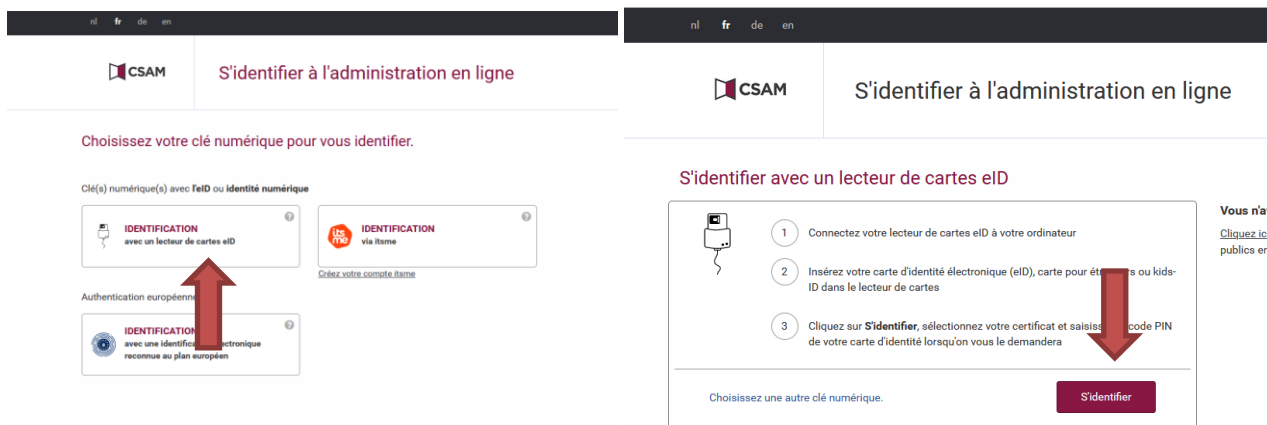 nl fr de en
CSAM
S'identifier à l'administration en ligne
Choisissez votre clé numérique pour vous identifier.
Clé(s) numérique(s) avec l'eID ou identité numérique
IDENTIFICATION
avec un lecteur de cartes eID
IDENTIFICATION
via itsme
its
me
Créez votre compte itsme
Authentication européenne
IDENTIFICATION
avec une
reconnue au plan européen
nl fr de en
CSAM
S'identifier à l'administration en ligne
S'identifier avec un lecteur de cartes eID
1 Connectez votre lecteur de cartes eID à votre ordinateur
2 Insérez votre carte d'identité électronique (eID), carte pour ou kids-
ID dans le lecteur de cartes
3 Cliquez sur S'identifier, sélectionnez votre certificat et code PIN
de votre carte d'identité lorsqu'on vous le demandera
Choisissez une autre clé numérique.
S'identifier
Vous
Cliquez
publics